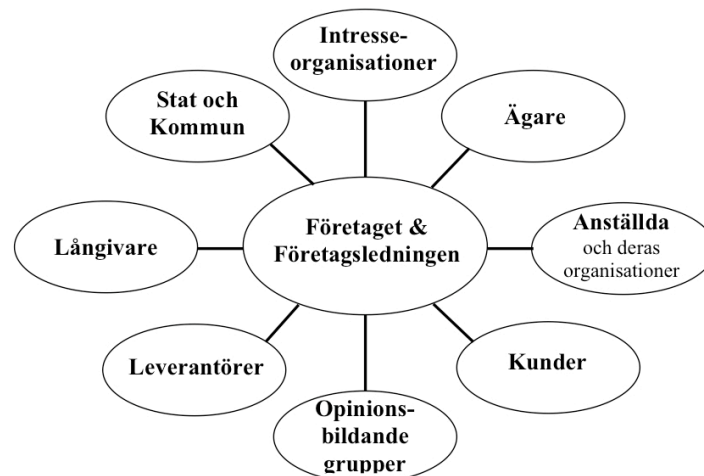 Intresse-
organisationer
Stat och
Kommun
Ägare
Företaget &
Företagsledningen
Långivare
Anställda
och deras
organisationer
Leverantörer
Kunder
Opinions-
bildande
grupper